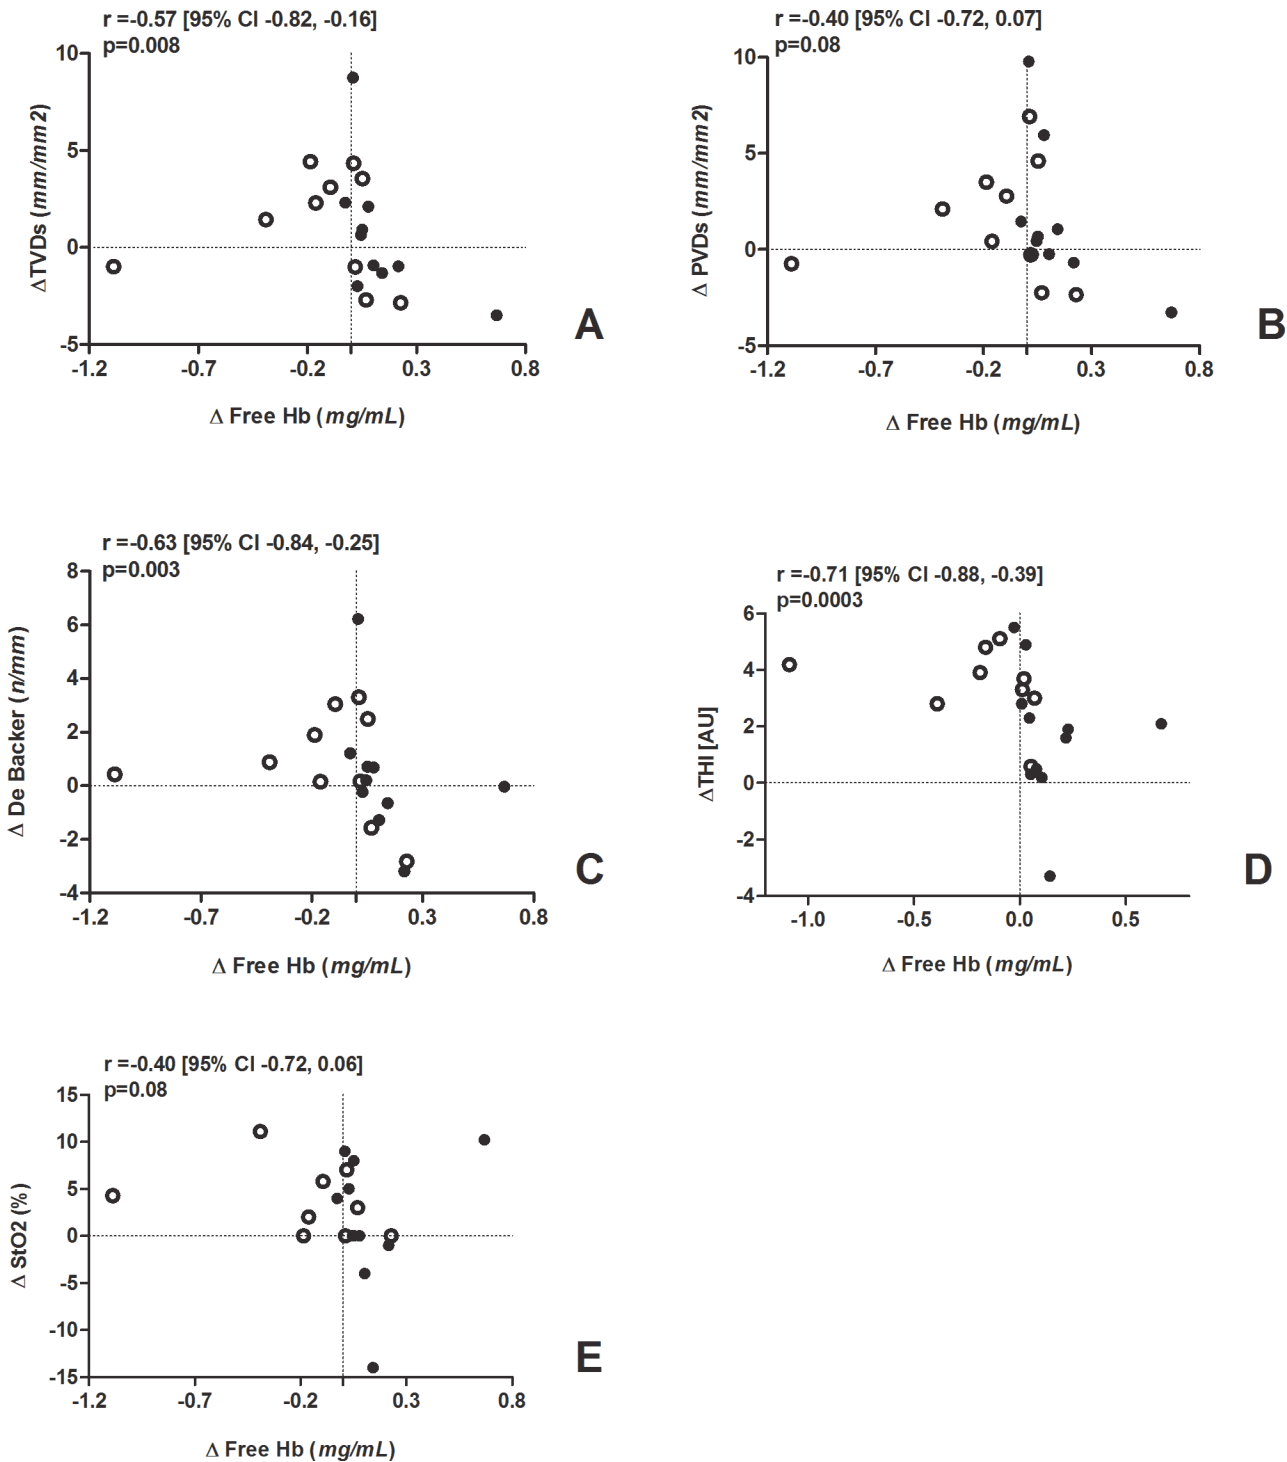 r =-0.57 [95% CI -0.82, -0.16]
p=0.008
10
5
0
-5
ΔTVDs (mm/mm2)
-1.2 -0.7 -0.2 0.3 0.8
Δ Free Hb (mg/mL)
A
r =-0.40 [95% CI -0.72, 0.07]
p=0.08
10
5
0
-5
Δ PVDs (mm/mm2)
-1.2 -0.7 -0.2 0.3 0.8
Δ Free Hb (mg/mL)
B
r =-0.63 [95% CI -0.84, -0.25]
p=0.003
8
6
4
2
0
-2
-4
Δ De Backer (n/mm)
-1.2 -0.7 -0.2 0.3 0.8
Δ Free Hb (mg/mL)
C
r =-0.71 [95% CI -0.88, -0.39]
p=0.0003
6
4
2
0
-2
-4
ΔTHI [AU]
-1.0 -0.5 0.0 0.5
Δ Free Hb (mg/mL)
D
r =-0.40 [95% CI -0.72, 0.06]
p=0.08
15
10
5
0
-5
-10
-15
Δ StO2 (%)
-1.2 -0.7 -0.2 0.3 0.8
Δ Free Hb (mg/mL)
E